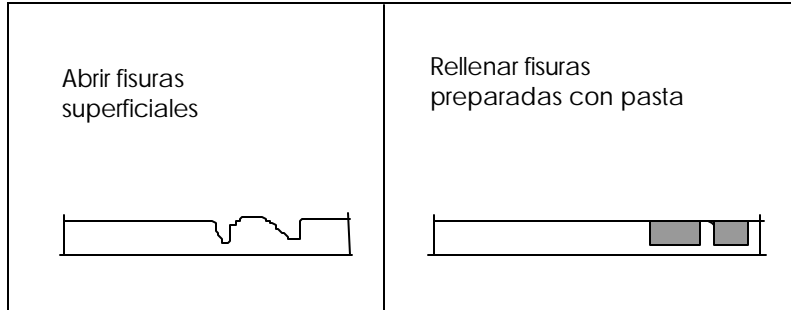 Abrir fisuras
superficiales
Rellenar fisuras
preparadas con pasta